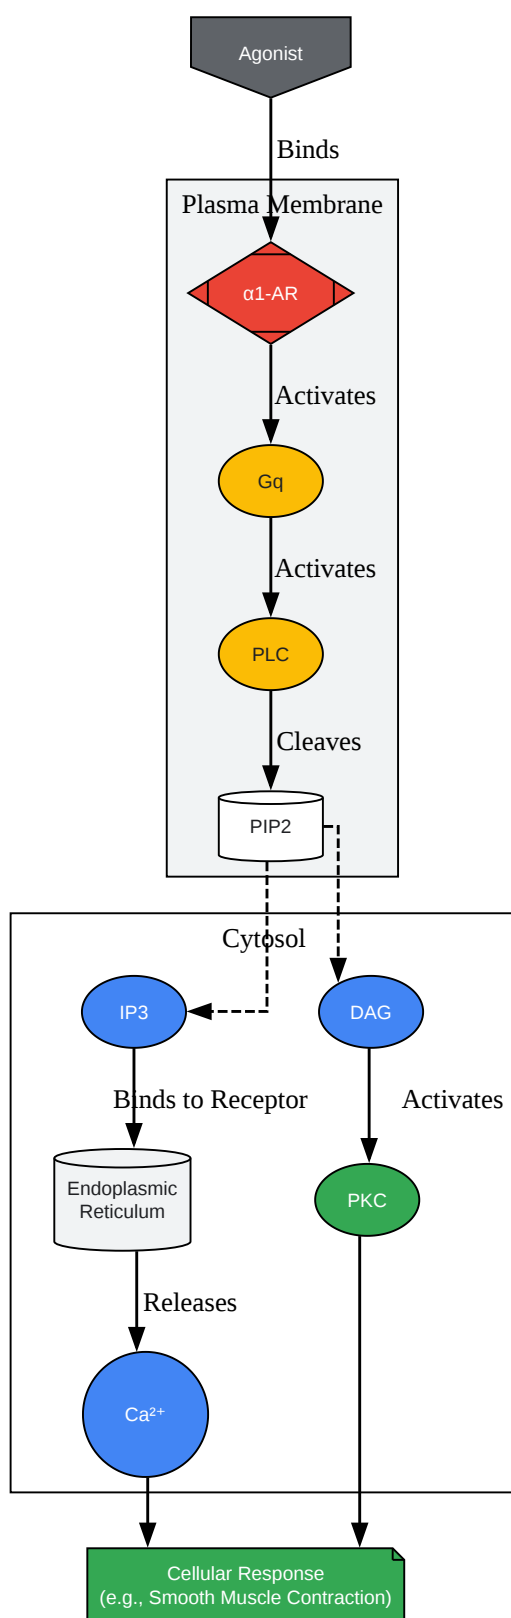 Agonist
Binds
Plasma Membrane
α1-AR
Activates
Gq
Activates
PLC
Cleaves
PIP2
Cytosol
IP3
DAG
Binds to Receptor
Activates
Endoplasmic
Reticulum
PKC
Releases
Ca²⁺
Cellular Response
(e.g., Smooth Muscle Contraction)